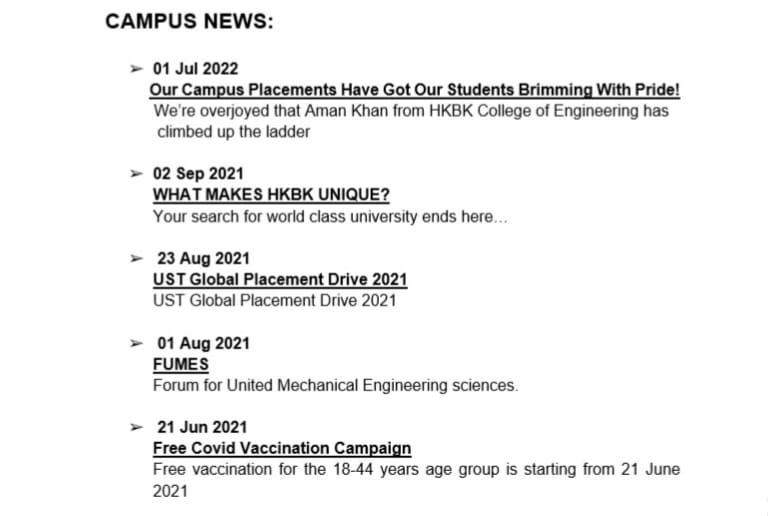 CAMPUS NEWS:
➢ 01 Jul 2022
Our Campus Placements Have Got Our Students Brimming With Pride!
We're overjoyed that Aman Khan from HKBK College of Engineering has
climbed up the ladder
➢ 02 Sep 2021
WHAT MAKES HKBK UNIQUE?
Your search for world class university ends here…
➢ 23 Aug 2021
UST Global Placement Drive 2021
UST Global Placement Drive 2021
➢ 01 Aug 2021
FUMES
Forum for United Mechanical Engineering sciences.
➢ 21 Jun 2021
Free Covid Vaccination Campaign
Free vaccination for the 18-44 years age group is starting from 21 June
2021